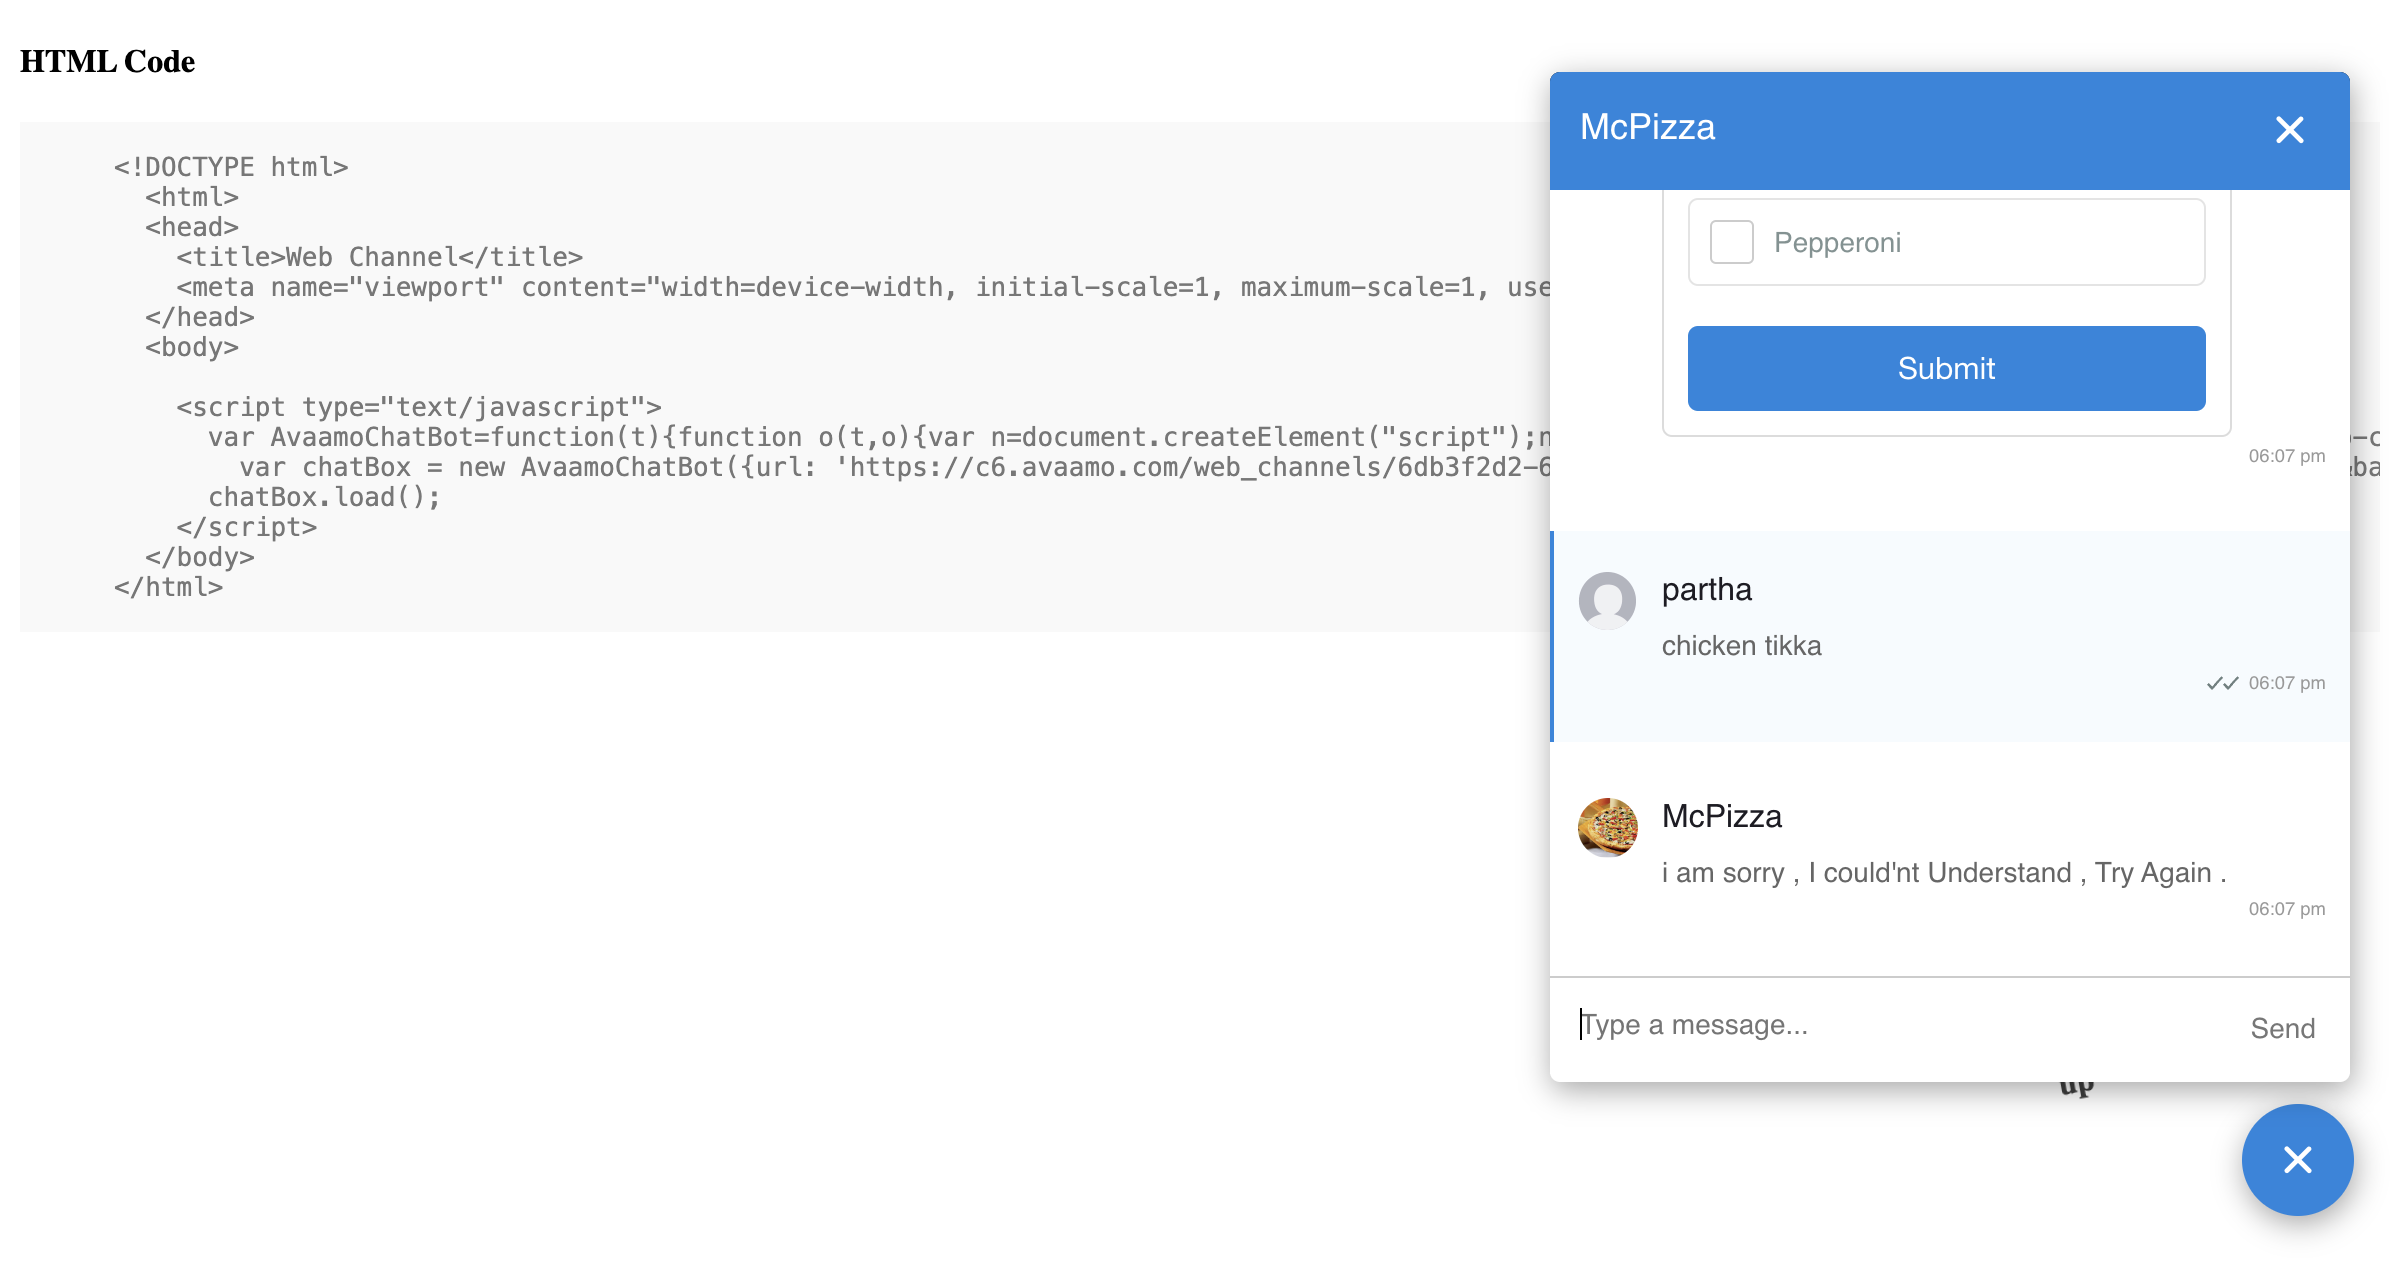 HTML Code
<!DOCTYPE html>
<html>
<head>
<title>Web Channel</title>
<meta name="viewport" content="width=device-width, initial-scale=1, maximum-scale=1, use
</head>
<body>
<script type="text/javascript">
var AvaamoChatBot=function(t){function o(t,o){var n=document.createElement("script");n
var chatBox = new AvaamoChatBot({url: 'https://c6.avaamo.com/web_channels/6db3f2d2-6
chatBox.load();
</script>
</body>
</html>
McPizza
Pepperoni
Submit
06:07 pm
partha
chicken tikka
06:07 pm
McPizza
i am sorry , I could'nt Understand , Try Again .
06:07 pm
Type a message...
Send
up